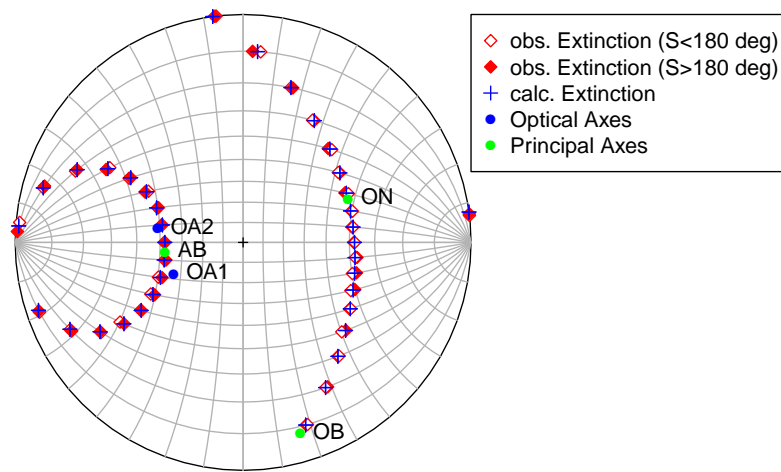 obs. Extinction (S<180 deg)
obs. Extinction (S>180 deg)
calc. Extinction
Optical Axes
Principal Axes
ON
OA2
AB
OA1
OB